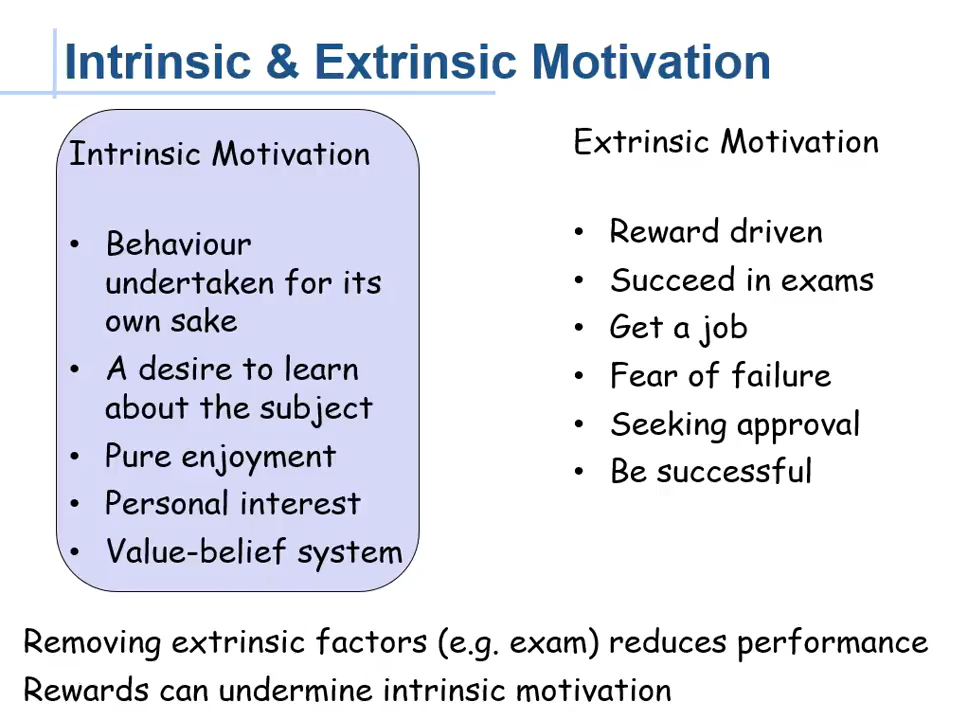 Intrinsic & Extrinsic Motivation
Intrinsic Motivation
• Behaviour
undertaken for its
own sake
• A desire to learn
about the subject
• Pure enjoyment
• Personal interest
• Value-belief system
Extrinsic Motivation
• Reward driven
• Succeed in exams
• Get a job
• Fear of failure
• Seeking approval
• Be successful
Removing extrinsic factors (e.g. exam) reduces performance
Rewards can undermine intrinsic motivation